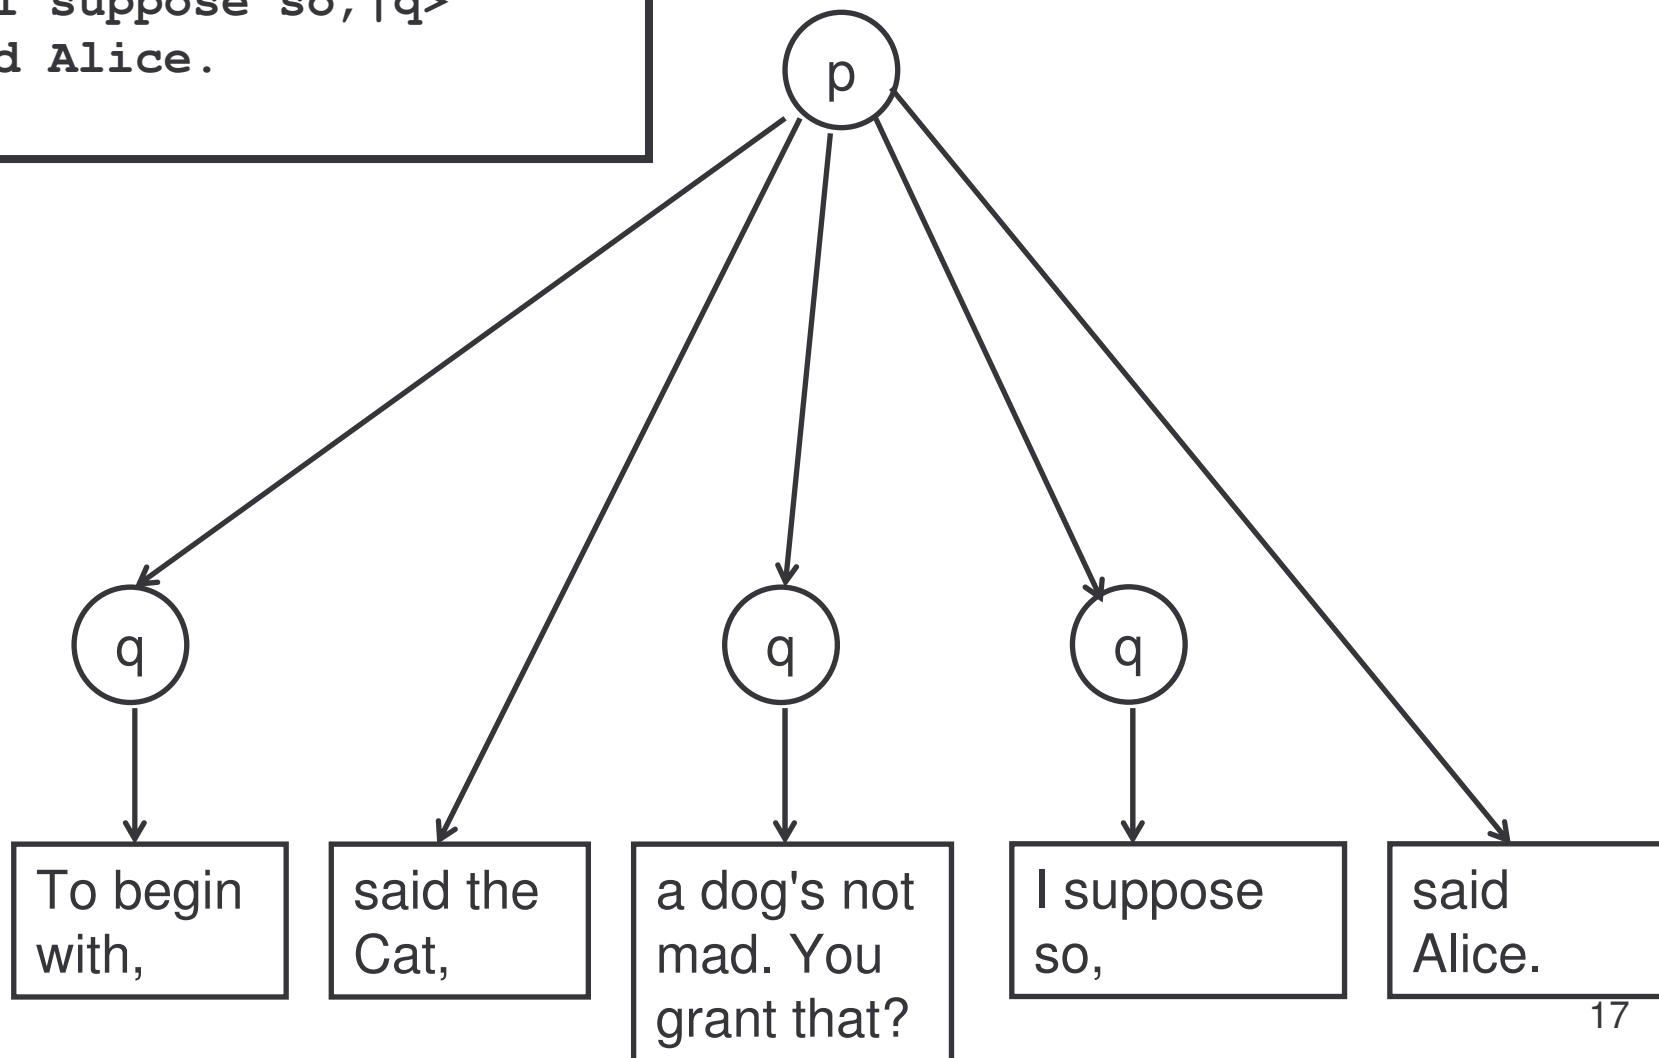 I suppose so,|q>
d Alice.
p
q
q
q
To begin
with,
said the
Cat,
a dog's not
mad. You
grant that?
I suppose
so,
said
Alice.
17